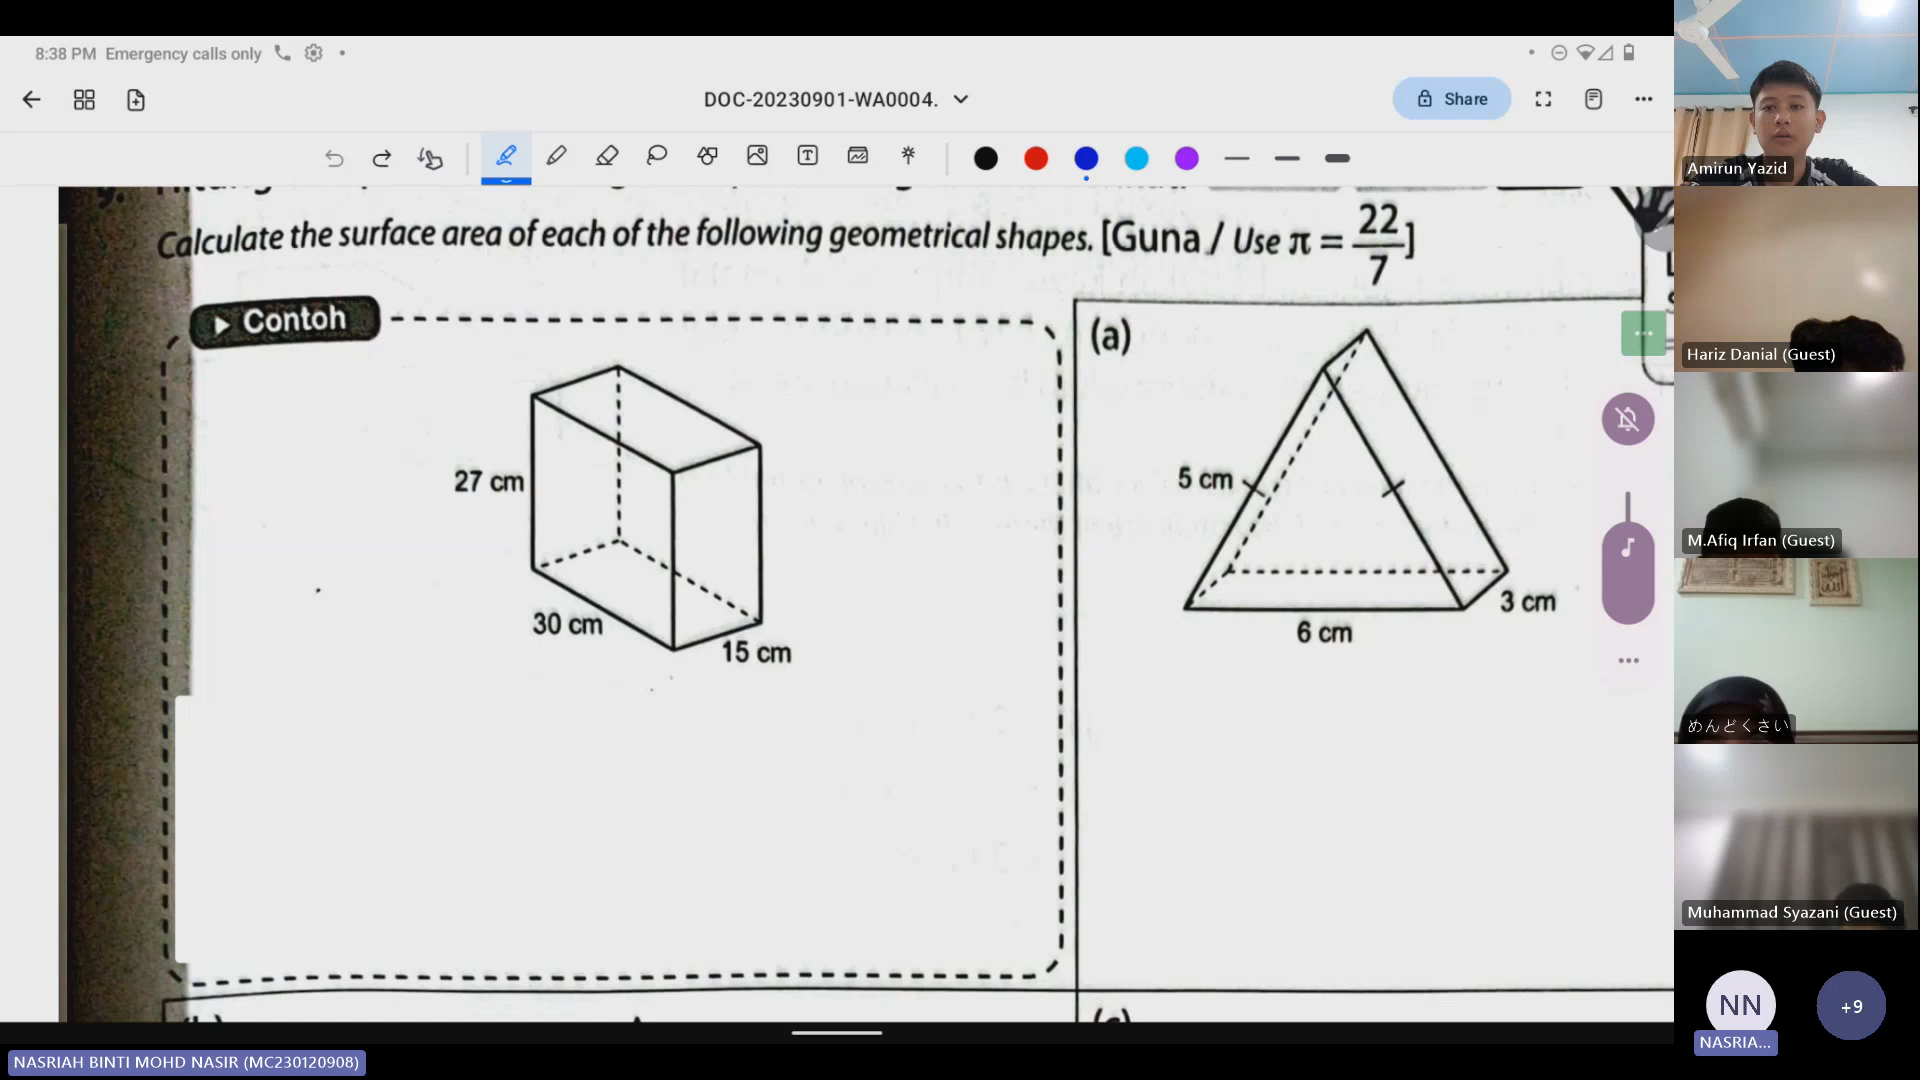 8:38 PM Emergency calls only
DOC-20230901-WA0004.
Share
Calculate the surface area of each of the following geometrical shapes. [Guna / Use π = 22/7]
Contoh
27 cm
30 cm
15 cm
(a)
5 cm
6 cm
3 cm
Amirun Yazid
Hariz Danial (Guest)
M.Afiq Irfan (Guest)
めんどくさい
Muhammad Syazani (Guest)
NN
NASRIA...
+9
NASRIAH BINTI MOHD NASIR (MC230120908)